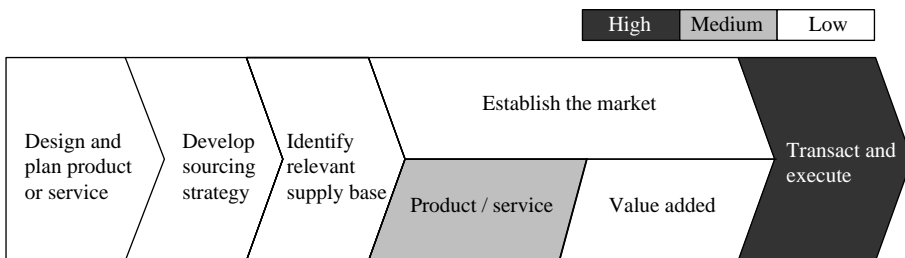 High Medium Low
Design and
plan product
or service
Develop
sourcing
strategy
Identify
relevant
supply base
Establish the market
Product / service
Value added
Transact and
execute